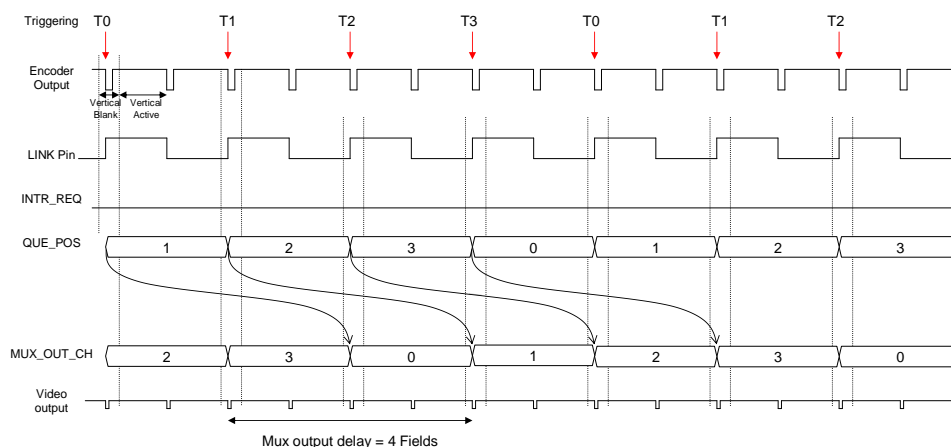 Triggering T0 T1 T2 T3 T0 T1 T2
Encoder
Output
Vertical
Blank
Vertical
Active
LINK Pin
INTR_REQ
QUE_POS 1 2 3 0 1 2 3
MUX_OUT_CH 2 3 0 1 2 3 0
Video
output
Mux output delay = 4 Fields